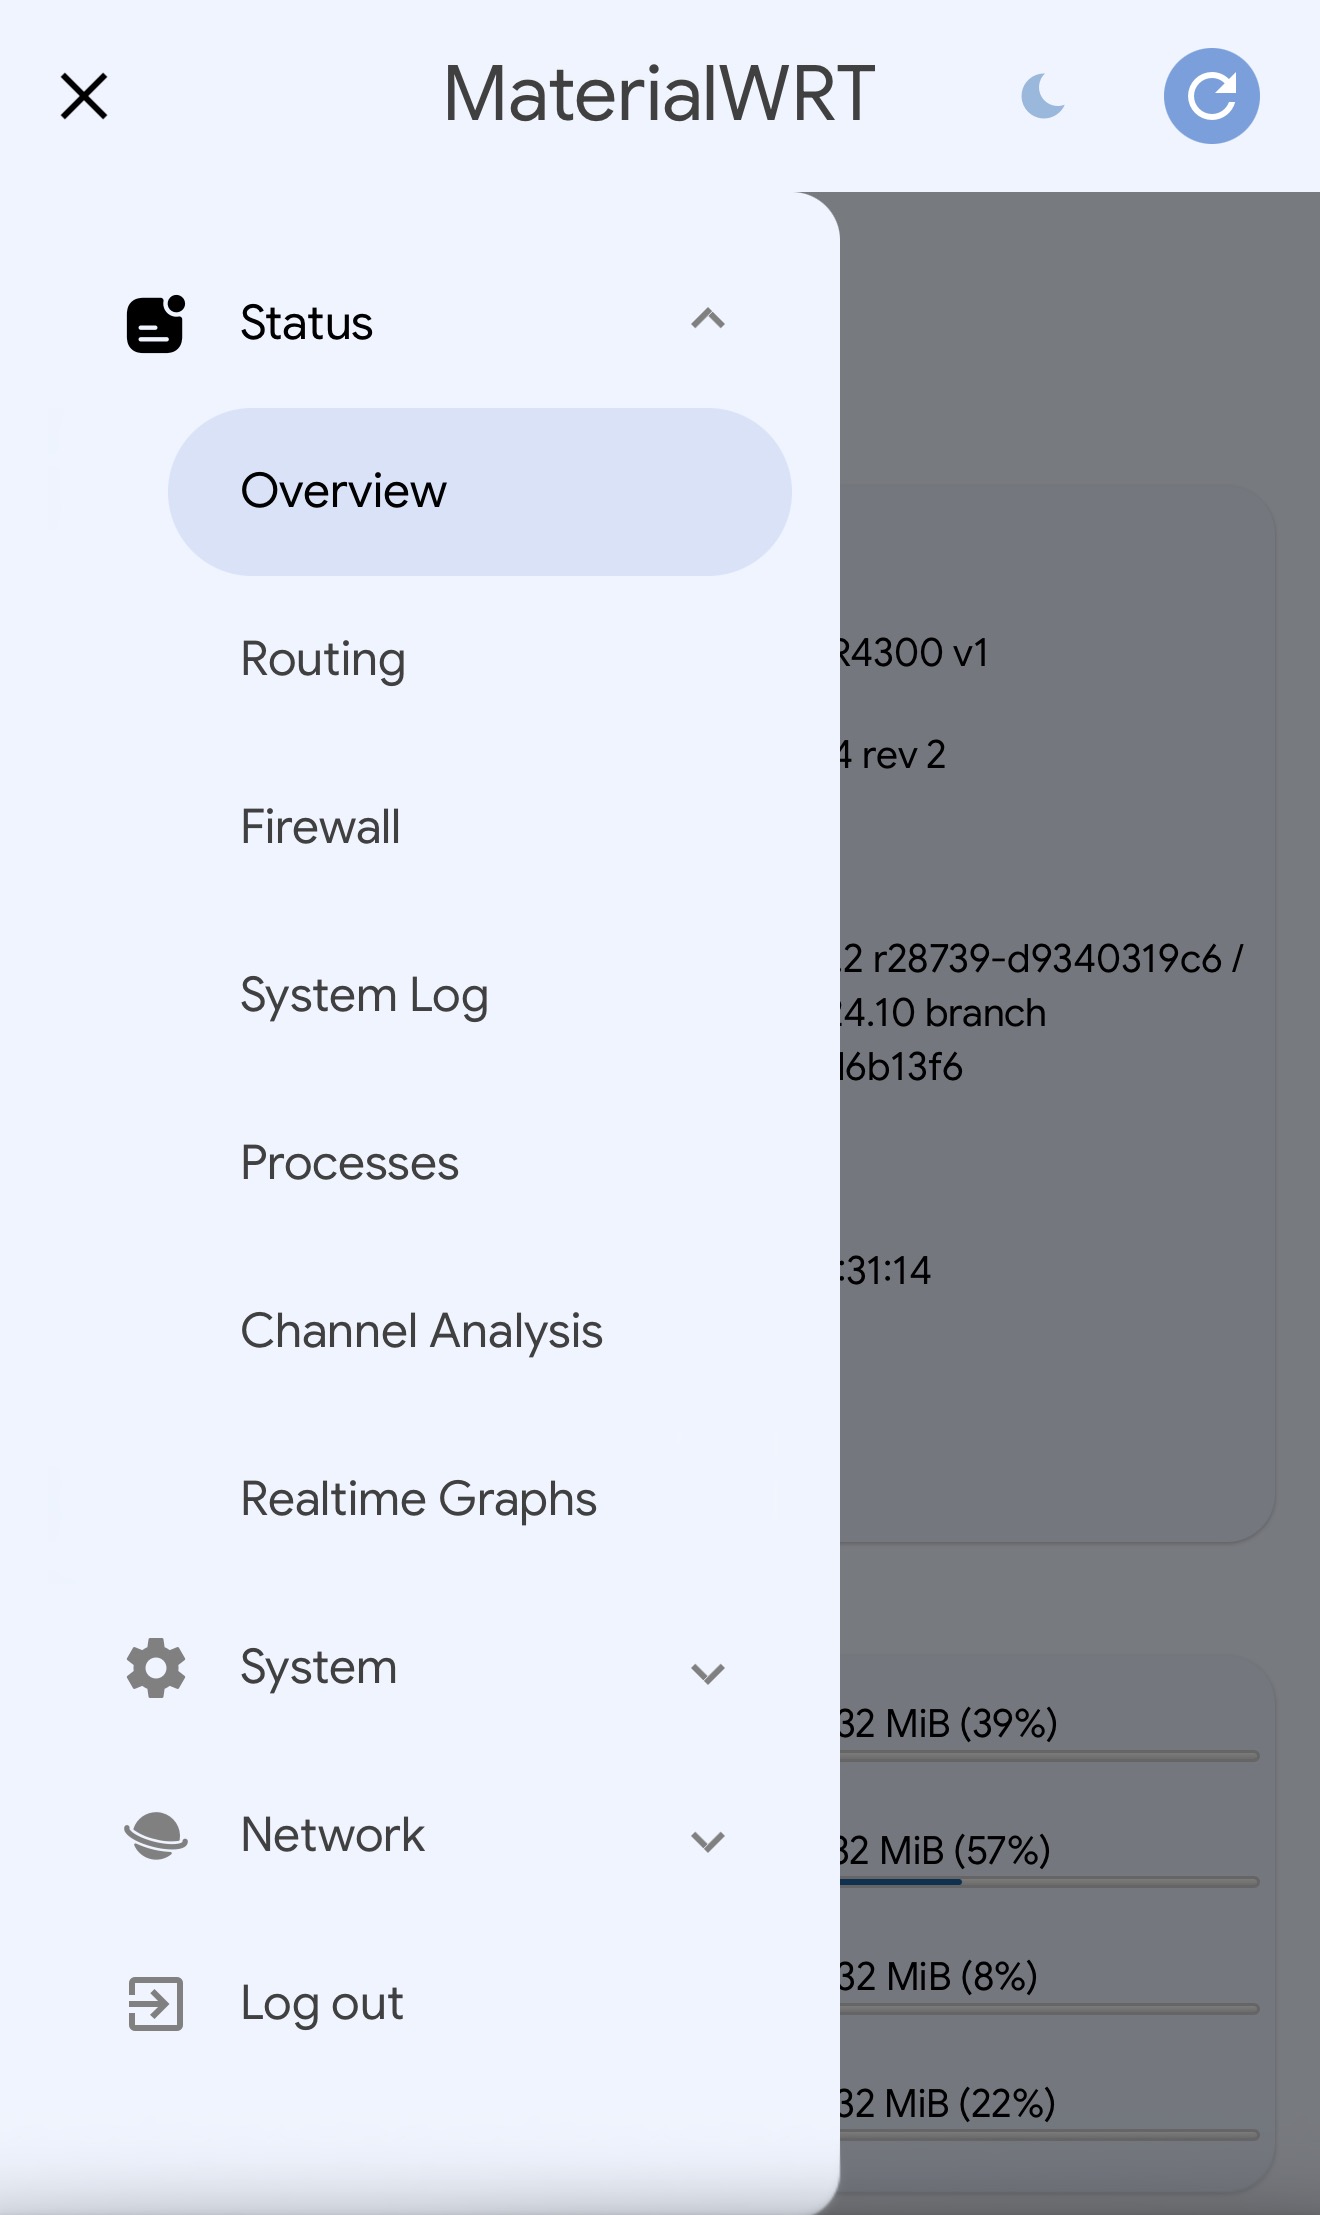 MaterialWRT
Status
Overview
Routing
Firewall
System Log
Processes
Channel Analysis
Realtime Graphs
System
Network
Log out
R4300 v1
4 rev 2
.2 r28739-d9340319c6 /
24.10 branch
6b13f6
:31:14
32 MiB (39%)
32 MiB (57%)
32 MiB (8%)
32 MiB (22%)